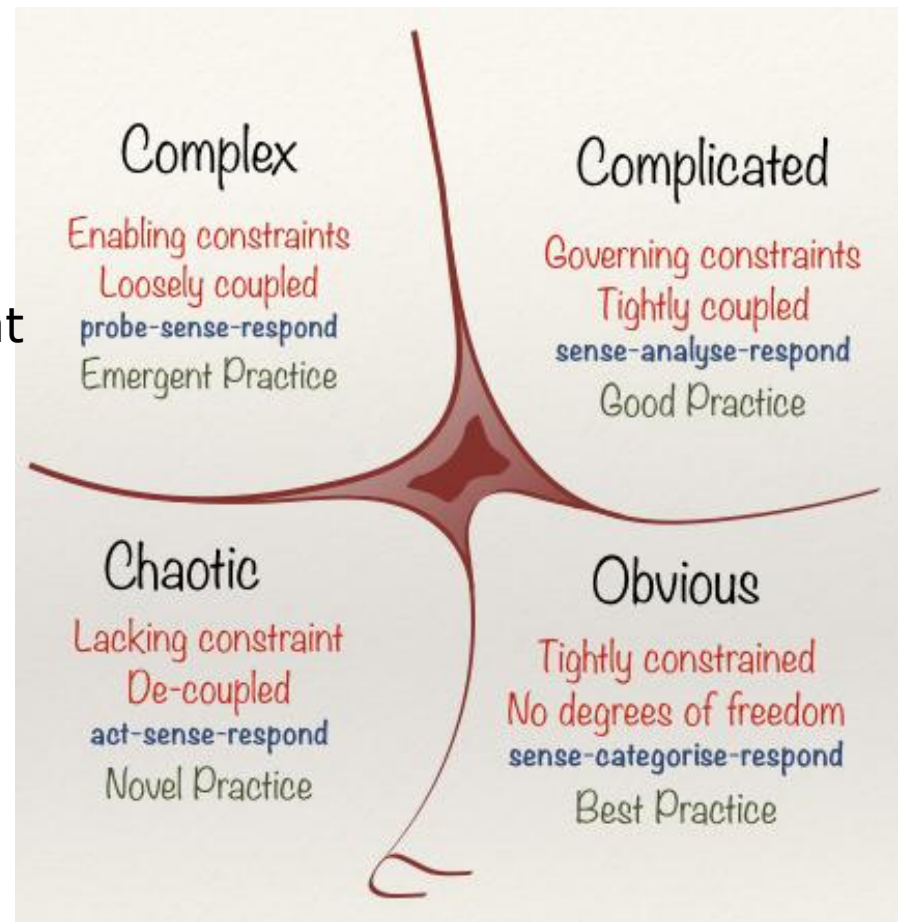 Complex
Enabling constraints
Loosely coupled
probe-sense-respond
Emergent Practice
Complicated
Governing constraints
Tightly coupled
sense-analyse-respond
Good Practice
Chaotic
Lacking constraint
De-coupled
act-sense-respond
Novel Practice
Obvious
Tightly constrained
No degrees of freedom
sense-categorise-respond
Best Practice